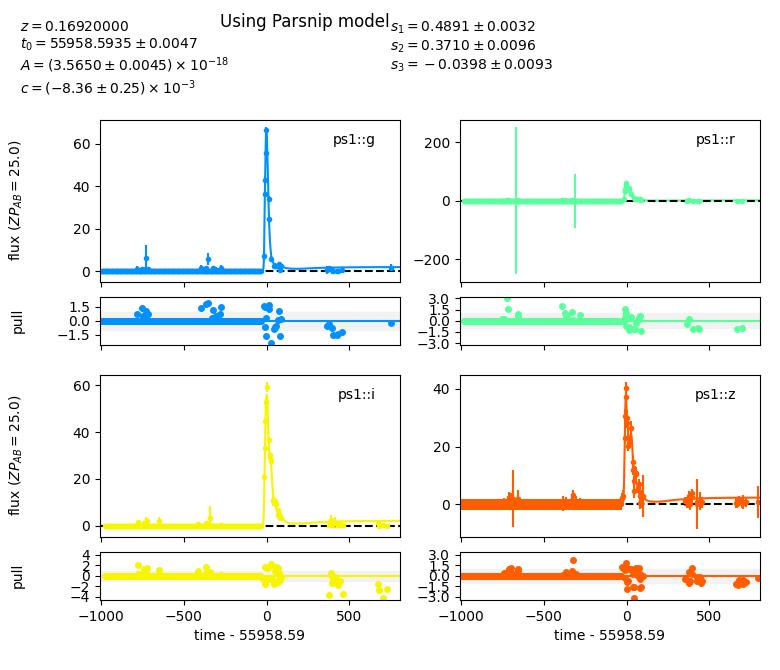 Using Parsnip model
z = 0.16920000
t0 = 55958.5935 ± 0.0047
A = (3.5650 ± 0.0045) × 10^−18
c = (−8.36 ± 0.25) × 10^−3
s1 = 0.4891 ± 0.0032
s2 = 0.3710 ± 0.0096
s3 = −0.0398 ± 0.0093
flux (ZP_AB = 25.0)
60
40
20
0
ps1::g
200
0
−200
ps1::r
pull
1.5
0.0
−1.5
3.0
1.5
0.0
−1.5
−3.0
flux (ZP_AB = 25.0)
60
40
20
0
ps1::i
40
20
0
ps1::z
pull
4
2
0
−2
−4
−1000
−500
0
500
time - 55958.59
3.0
1.5
0.0
−1.5
−3.0
−1000
−500
0
500
time - 55958.59